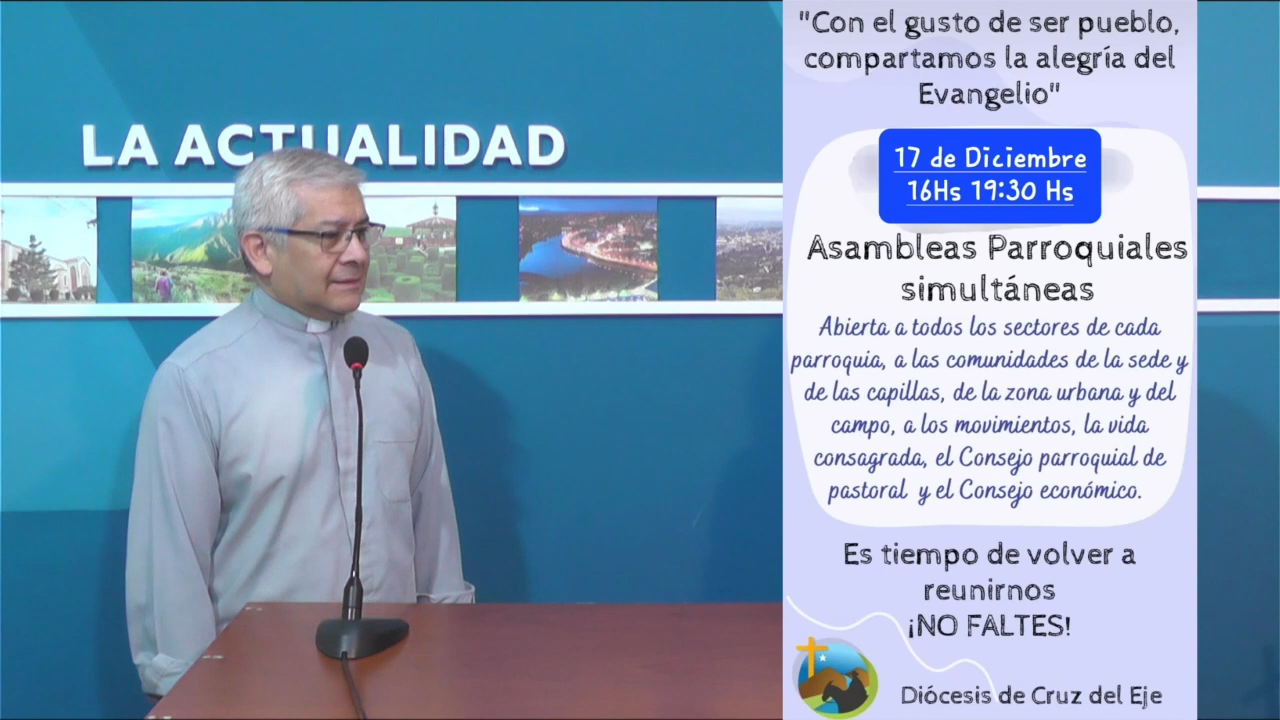 LA ACTUALIDAD
"Con el gusto de ser pueblo,
compartamos la alegría del
Evangelio"
17 de Diciembre
16Hs 19:30 Hs
Asambleas Parroquiales
simultáneas
Abierta a todos los sectores de cada
parroquia, a las comunidades de la sede y
de las capillas, de la zona urbana y del
campo, a los movimientos, la vida
consagrada, el Consejo parroquial de
pastoral y el Consejo económico.
Es tiempo de volver a
reunirnos
¡NO FALTES!
Diócesis de Cruz del Eje